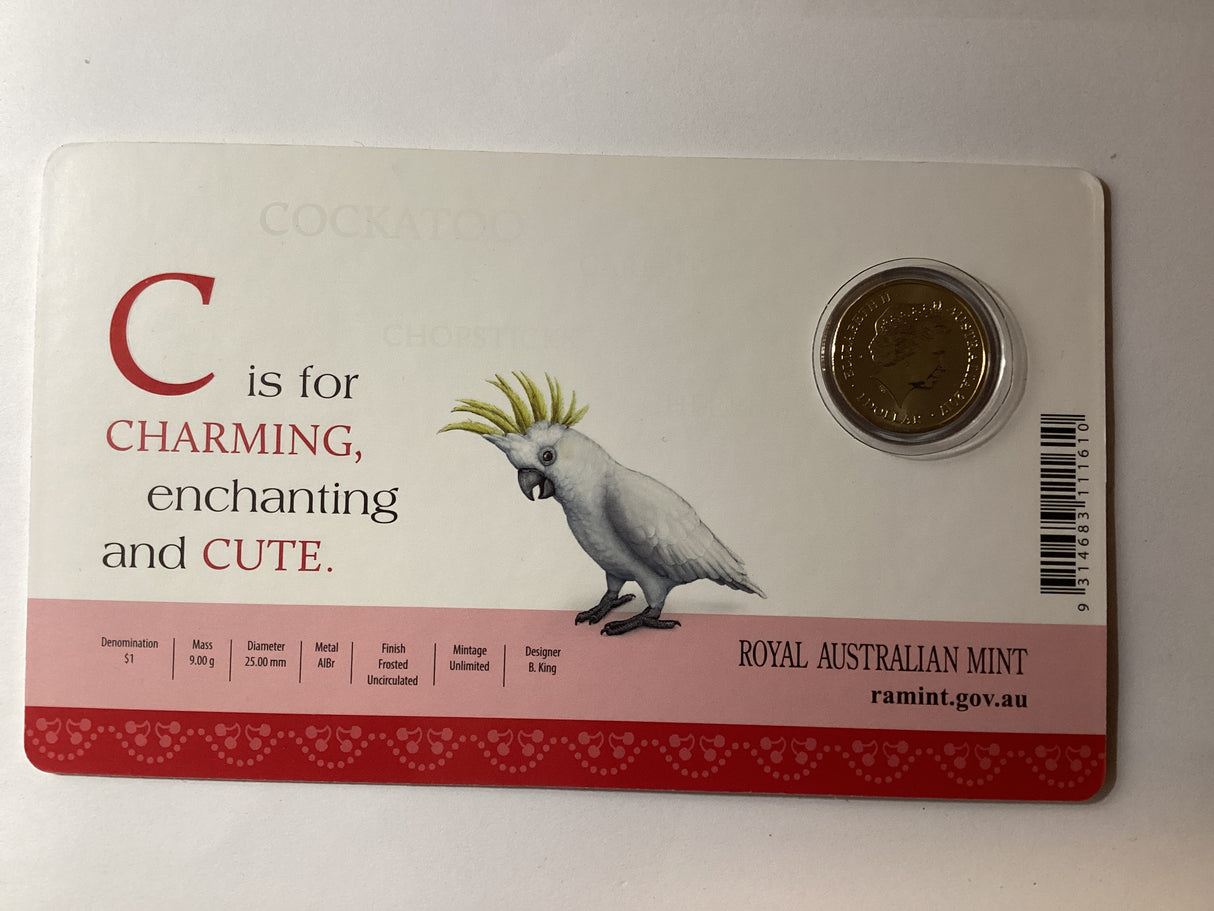 COCKATOO
C is for
CHOPSTICK
CHARMING,
enchanting
and CUTE.
ELIZABETH II AUSTRALIA
1 DOLLAR
9 314683 111610
Denomination
$1
Mass
9.00 g
Diameter
25.00 mm
Metal
AlBr
Finish
Frosted
Uncirculated
Mintage
Unlimited
Designer
B. King
ROYAL AUSTRALIAN MINT
ramint.gov.au